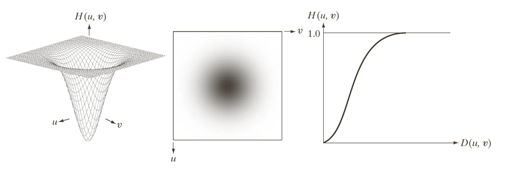 H(u, v)
u
v
v
u
H(u, v)
1.0
D(u, v)